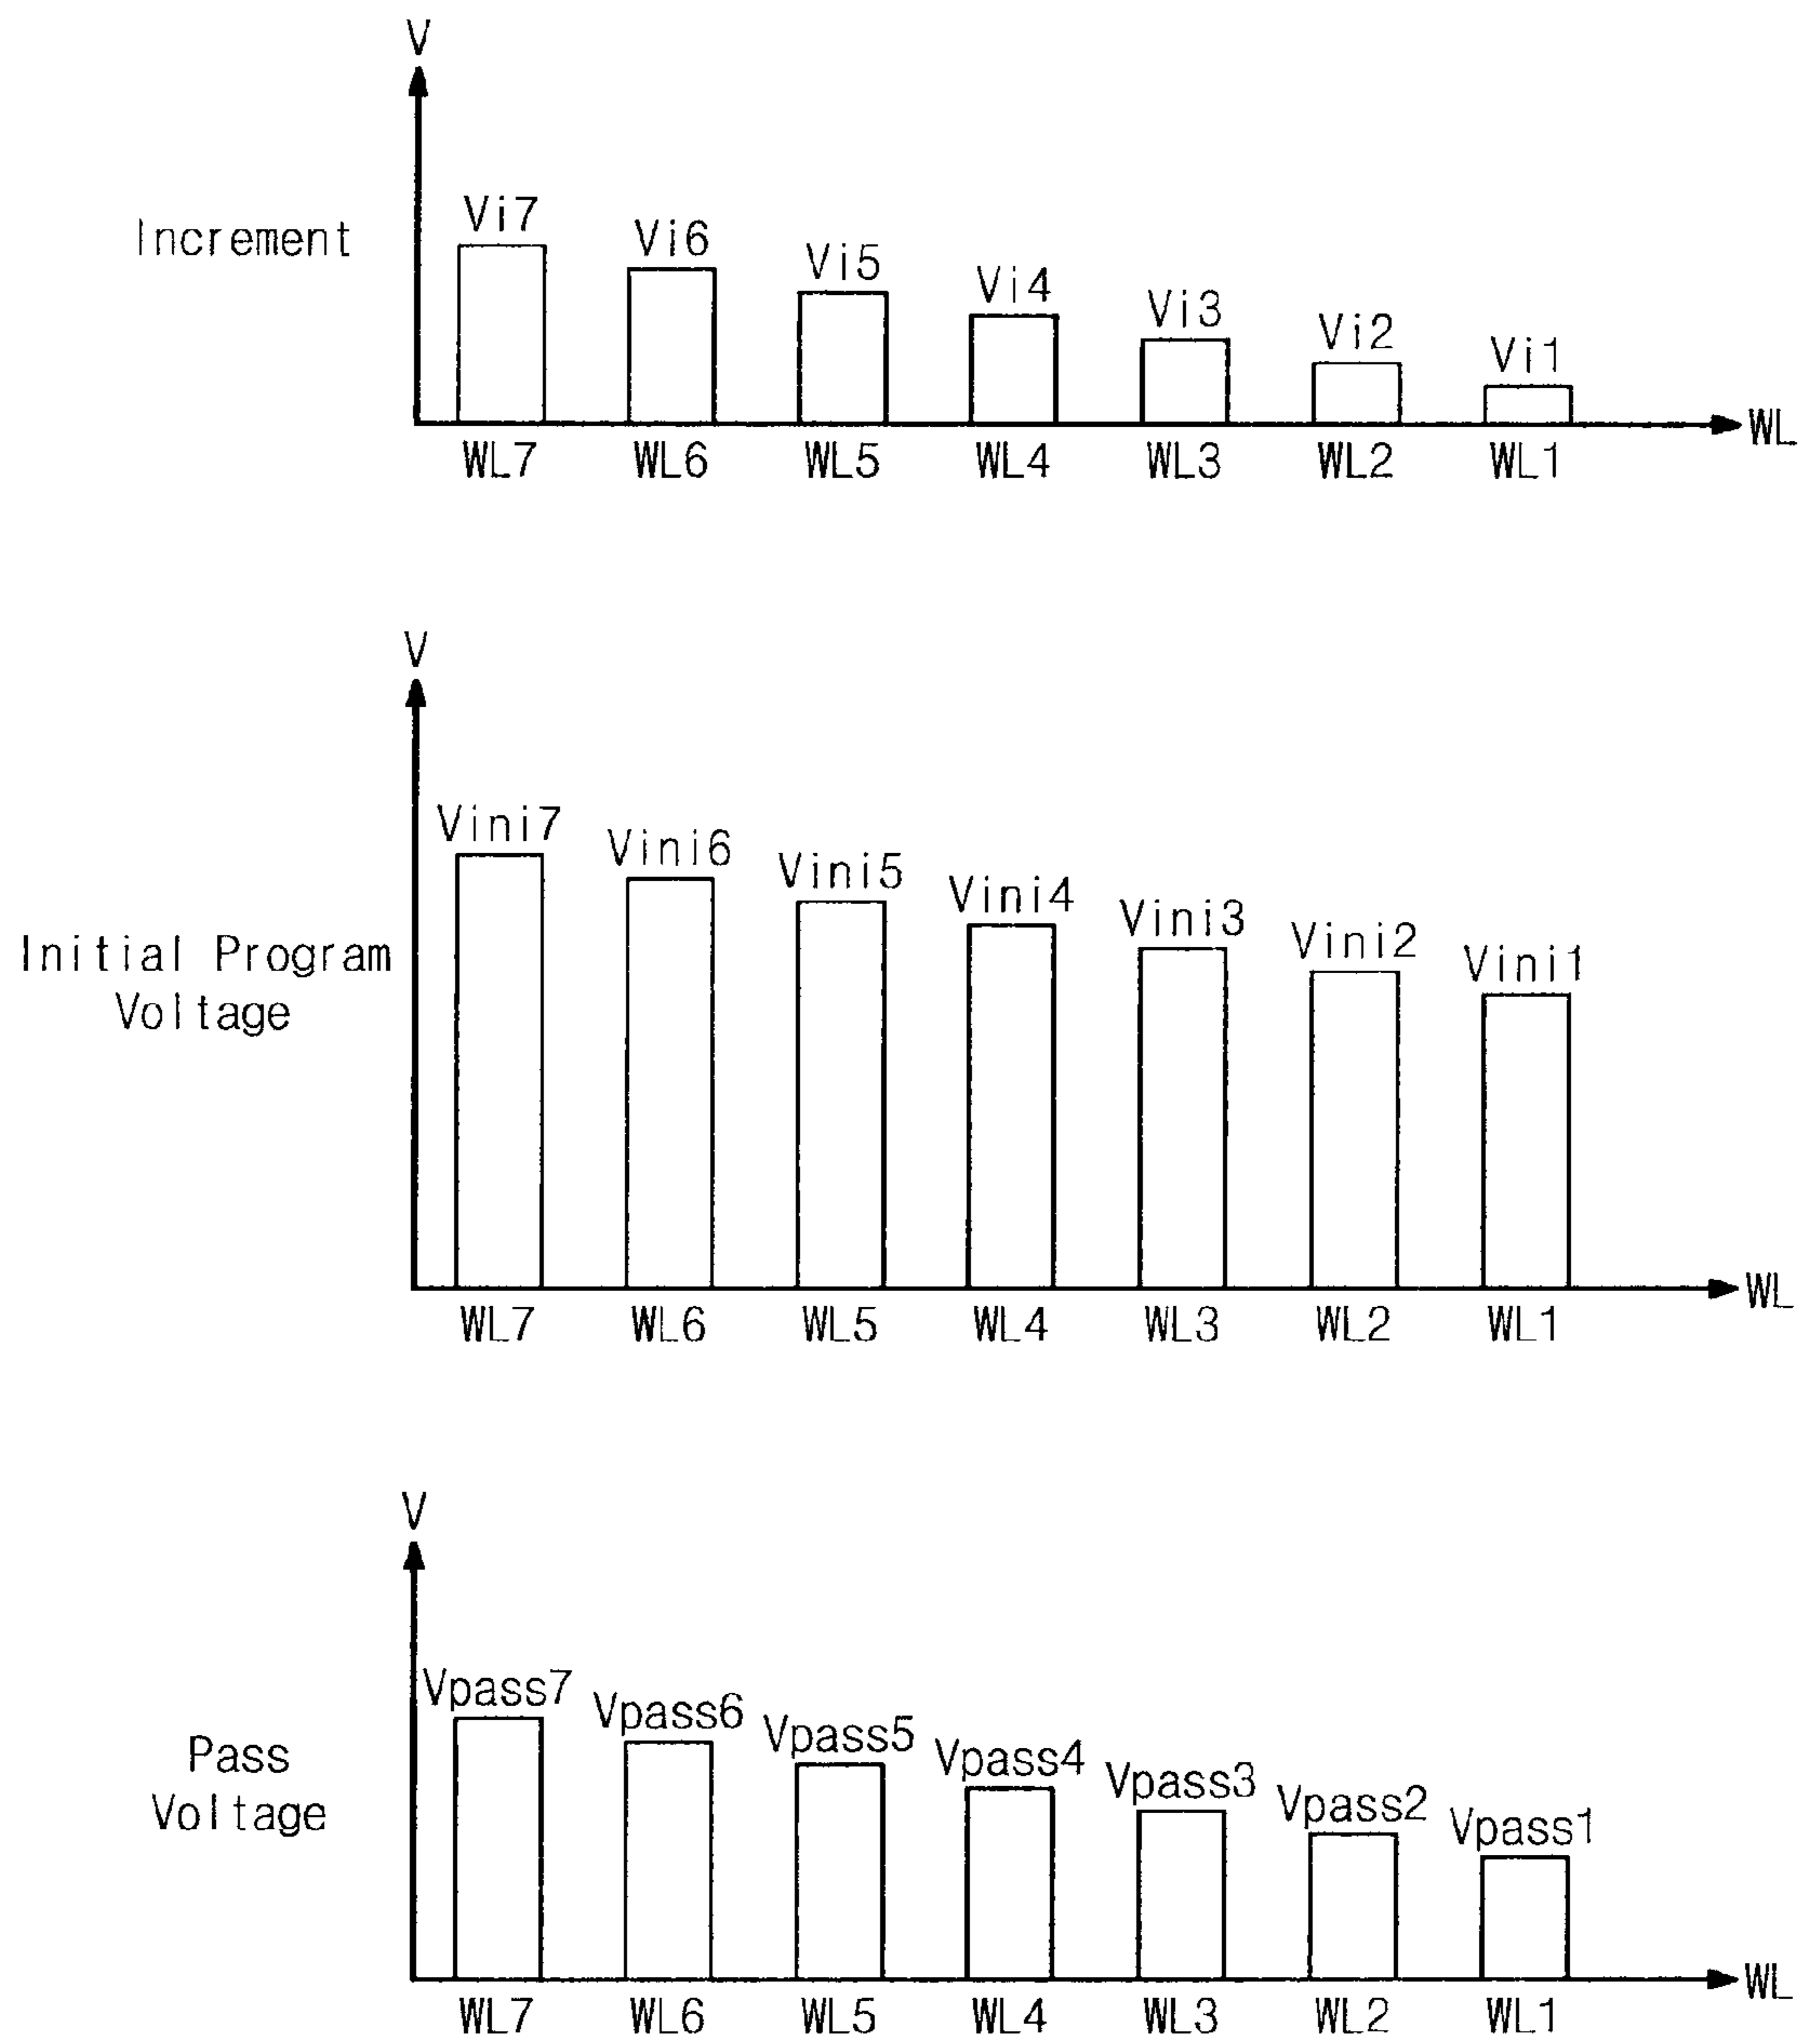 V
Increment
Vi7
Vi6
Vi5
Vi4
Vi3
Vi2
Vi1
WL
WL7 WL6 WL5 WL4 WL3 WL2 WL1
V
Initial Program
Voltage
Vini7
Vini6
Vini5
Vini4
Vini3
Vini2
Vini1
WL
WL7 WL6 WL5 WL4 WL3 WL2 WL1
V
Pass
Voltage
Vpass7
Vpass6
Vpass5
Vpass4
Vpass3
Vpass2
Vpass1
WL
WL7 WL6 WL5 WL4 WL3 WL2 WL1